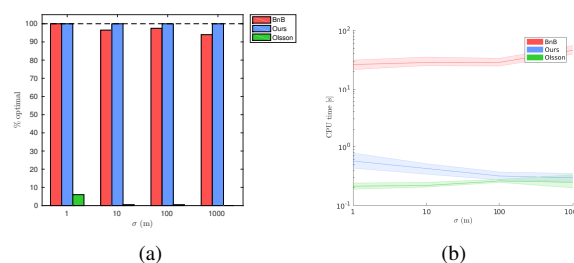 100
90
80
70
60
50
40
30
20
10
0
% optimal
1
10
100
1000
σ (m)
BnB
Ours
Olsson
(a)
10²
10¹
10⁰
10⁻¹
CPU time [s]
1
10
100
1000
σ (m)
BnB
Ours
Olsson
(b)